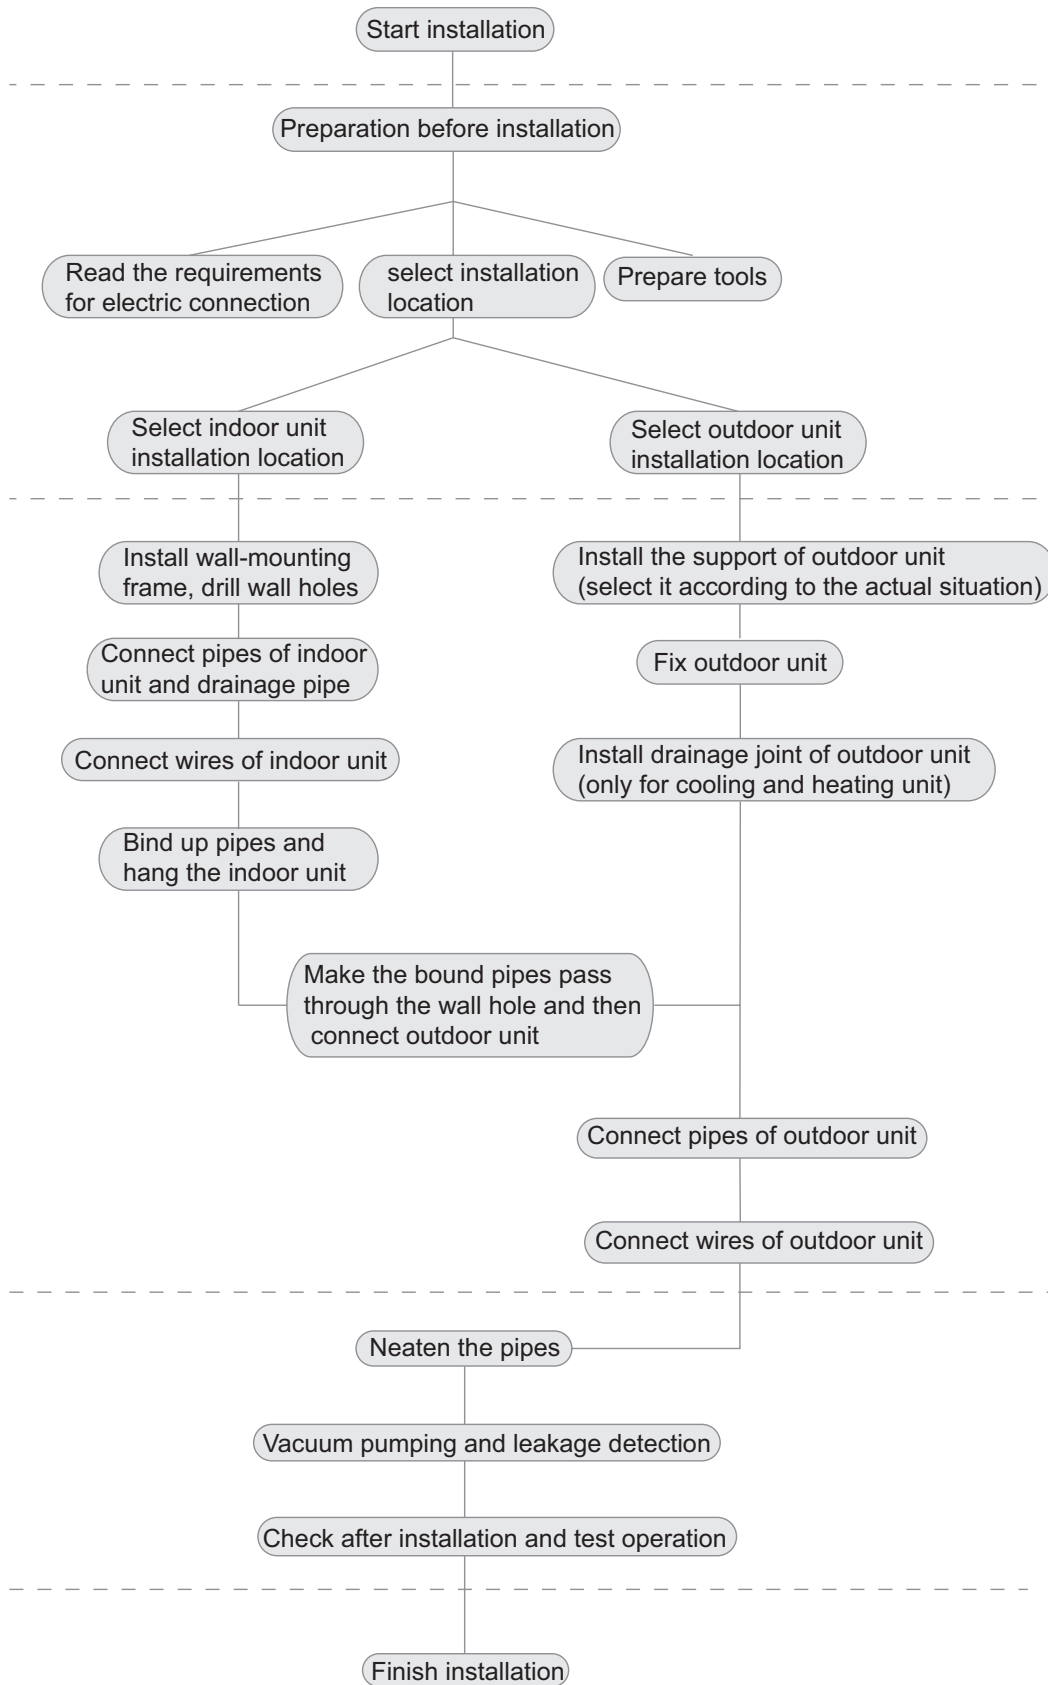 Start installation
Preparation before installation
Read the requirements
for electric connection
select installation
location
Prepare tools
Select indoor unit
installation location
Select outdoor unit
installation location
Install wall-mounting
frame, drill wall holes
Install the support of outdoor unit
(select it according to the actual situation)
Connect pipes of indoor
unit and drainage pipe
Fix outdoor unit
Connect wires of indoor unit
Install drainage joint of outdoor unit
(only for cooling and heating unit)
Bind up pipes and
hang the indoor unit
Make the bound pipes pass
through the wall hole and then
connect outdoor unit
Connect pipes of outdoor unit
Connect wires of outdoor unit
Neaten the pipes
Vacuum pumping and leakage detection
Check after installation and test operation
Finish installation